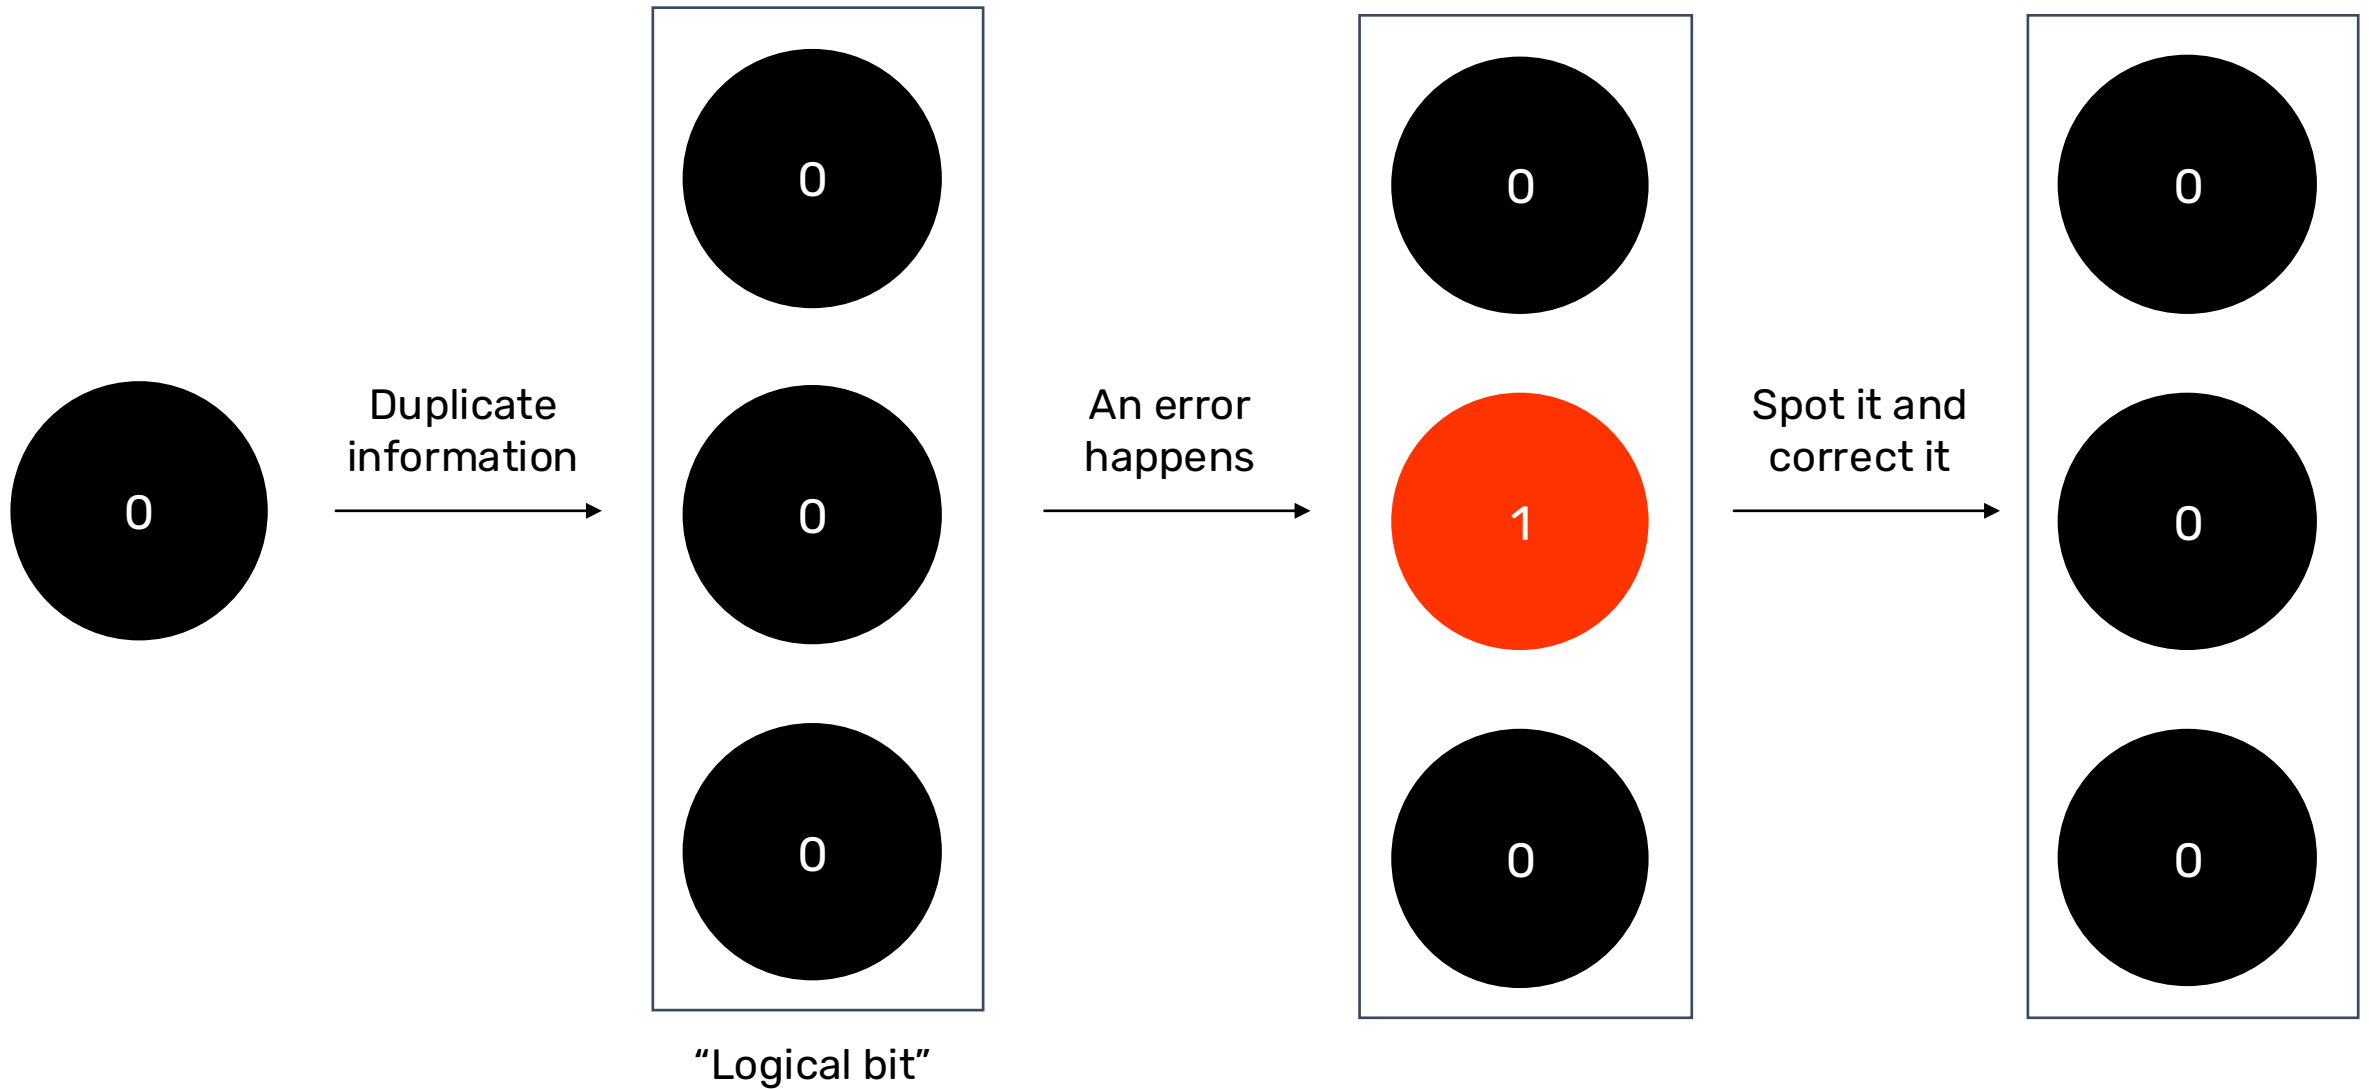 0
Duplicate
information
0
0
0
“Logical bit”
An error
happens
0
1
0
Spot it and
correct it
0
0
0